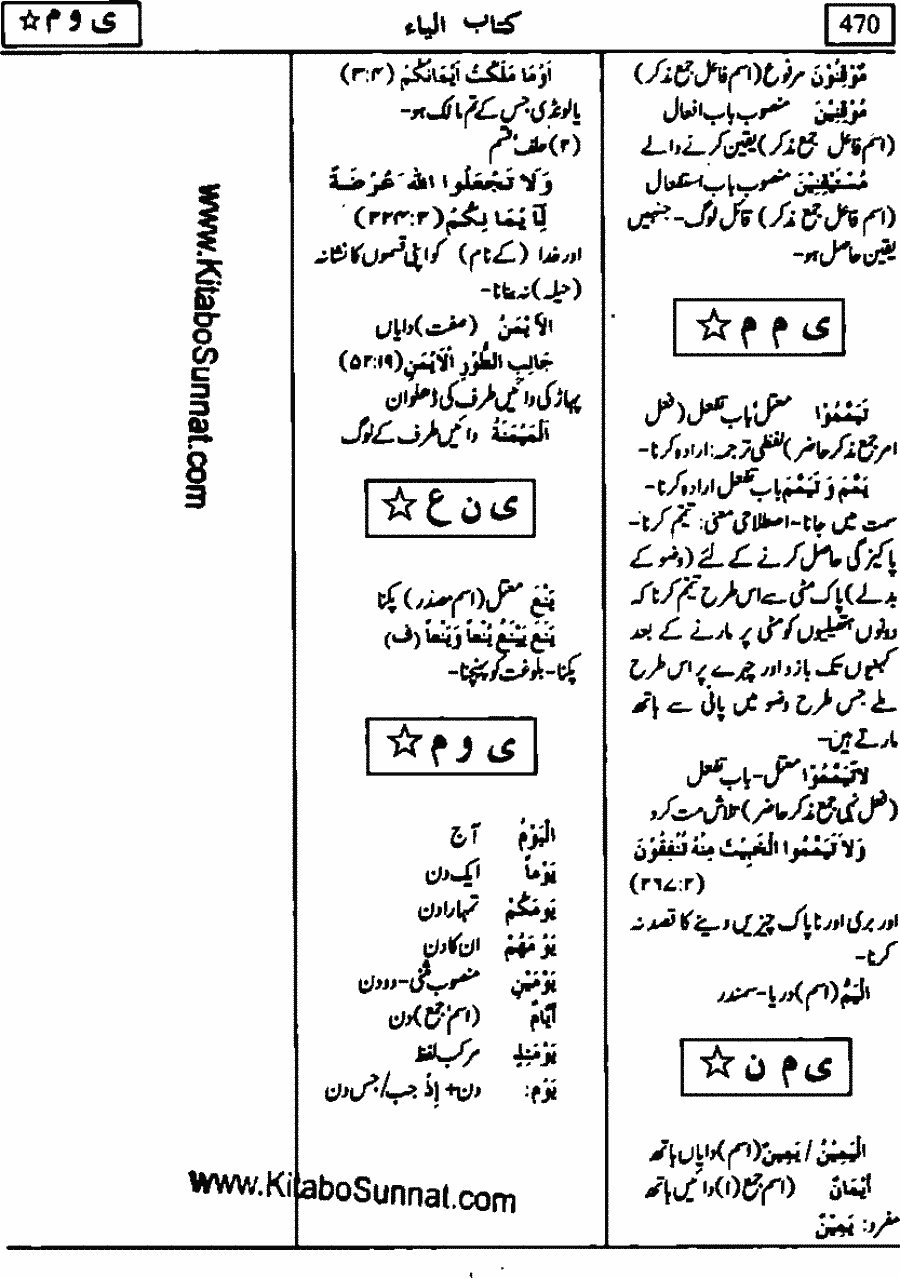 470
کتاب الیاء
ی و م ☆
مُوْقِنُوْنَ مرفوع (اسم فاعل جمع مذکر)
مُوْقِنِیْنَ منصوب باب افعال
(اسم فاعل جمع مذکر) یقین کرنے والے
مُسْتَیْقِنِیْنَ منصوب باب استفعال
(اسم فاعل جمع مذکر) قائل لوگ- جنہیں
یقین حاصل ہو-
ی م م ☆
تَیَمَّمُوْا معتل باب تفعل (فعل
امر جمع مذکر حاضر) لفظی ترجمہ: ارادہ کرنا-
یَمَّمَ وَ تَیَمَّمَ باب تفعل ارادہ کرنا-
سمت میں جانا- اصطلاحی معنی: تیمّم کرنا-
پاکیزگی حاصل کرنے کے لئے (وضو کے
بدلے) پاک مٹی سے اس طرح تیمّم کرنا کہ
دونوں ہتھیلیوں کو مٹی پر مارنے کے بعد
کہنیوں تک بازو اور چہرے پر اس طرح
ملے جس طرح وضو میں پانی سے ہاتھ
مارتے ہیں-
لَا تَیَمَّمُوْا معتل- باب تفعل
(فعل نہی جمع مذکر حاضر) تلاش مت کرو
وَلَا تَیَمَّمُوا الْخَبِیْثَ مِنْهُ تُنْفِقُوْنَ
(۲:۲۶۷)
اور بری اور ناپاک چیزیں دینے کا قصد نہ
کرنا-
اَلْیَمُّ (اسم) دریا- سمندر
ی م ن ☆
اَلْیَمِیْنُ / یَمِیْنٌ (اسم) دایاں ہاتھ
اَیْمَانٌ (اسم جمع) (۱) دائیں ہاتھ
مفرد: یَمِیْنٌ
اَوْمَا مَلَکَتْ اَیْمَانُکُمْ (۳:۴)
یا لونڈی جس کے تم مالک ہو-
(۲) حلف، قسم
وَلَا تَجْعَلُوا اللّٰهَ عُرْضَةً
لِّاَیْمَانِکُمْ (۲:۲۲۴)
اور خدا (کے نام) کو اپنی قسموں کا نشانہ
(حیلہ) نہ بنانا-
اَلْاَیْمَنُ (صفت) دایاں
جَانِبِ الطُّوْرِ الْاَیْمَنِ (۵۲:۱۹)
پہاڑ کی دائیں طرف کی ڈھلوان
اَلْمَیْمَنَةُ دائیں طرف کے لوگ
ی ن ع ☆
یَنْعَ معتل (اسم مصدر) پکنا
یَنَعَ یَیْنَعُ یُنْعاً وَیَنْعاً (ف)
پکنا- بلوغت کو پہنچنا-
ی و م ☆
اَلْیَوْمُ آج
یَوْماً ایک دن
یَوْمَکُمْ تمہارا دن
یَوْمَهُمْ ان کا دن
یَوْمَیْنِ منصوب مثنٰی- دو دن
اَیَّامٌ (اسم جمع) دن
یَوْمَئِذٍ مرکب لفظ
یَوْم: دن + اِذْ جب/ جس دن
www.KitaboSunnat.com
www.KitaboSunnat.com